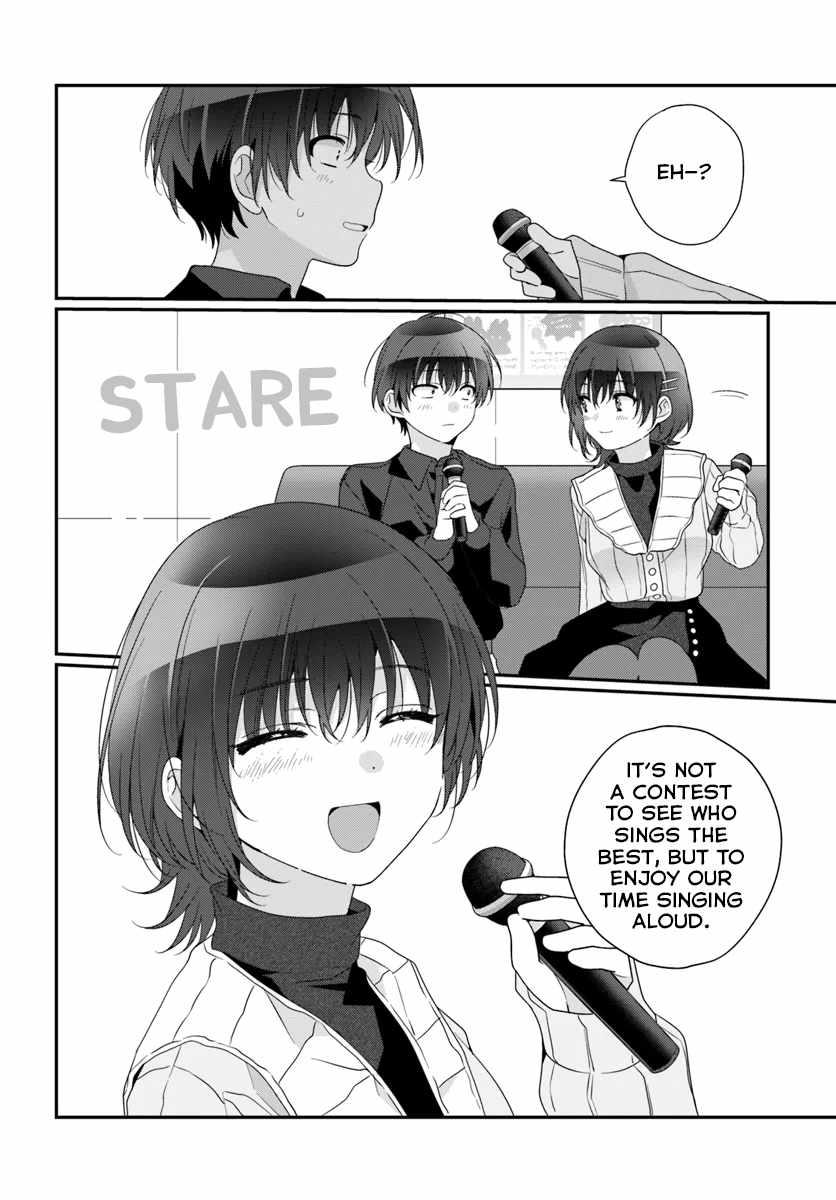 EH–?
STARE
IT'S NOT
A CONTEST
TO SEE WHO
SINGS THE
BEST, BUT TO
ENJOY OUR
TIME SINGING
ALOUD.